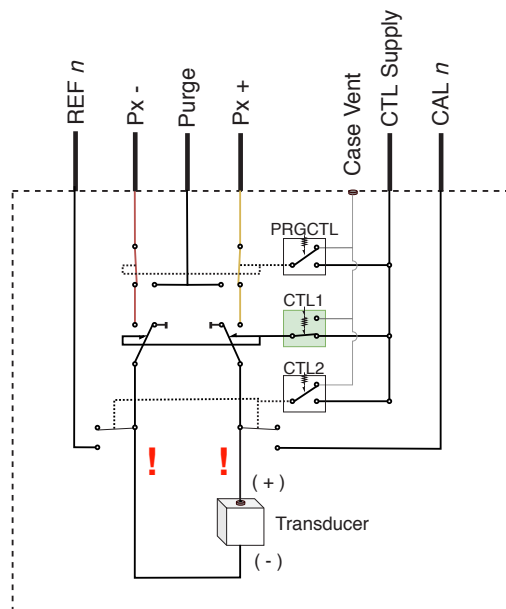 REF n
Px -
Purge
Px +
Case Vent
CTL Supply
CAL n
PRGCTL
CTL1
CTL2
! !
(+)
Transducer
(-)